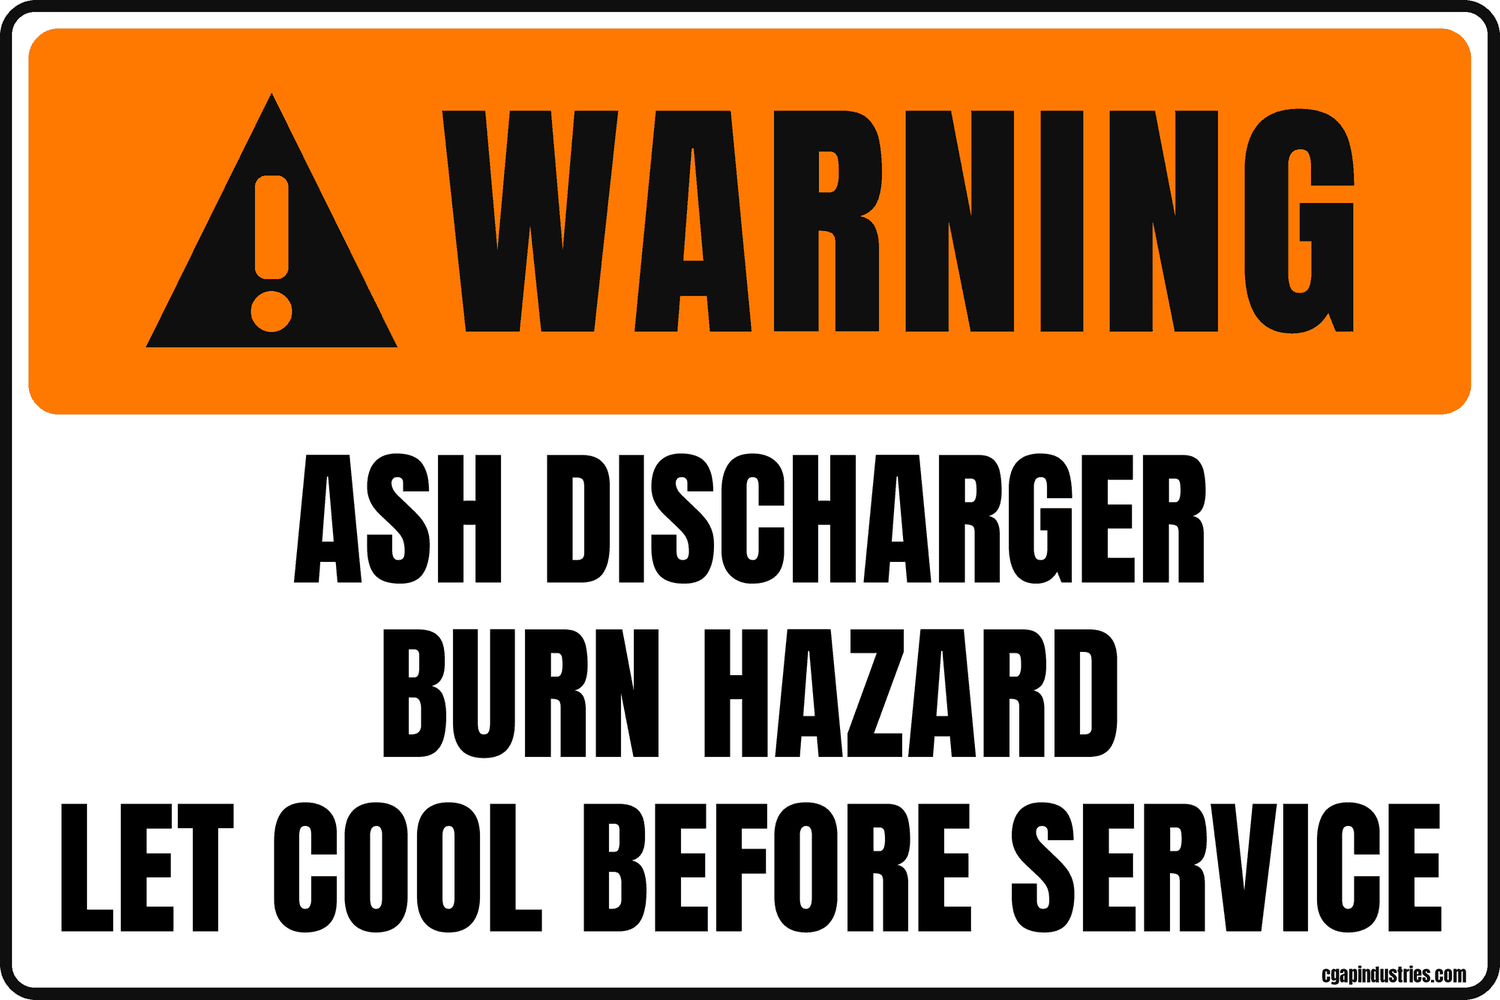 WARNING
ASH DISCHARGER
BURN HAZARD
LET COOL BEFORE SERVICE
cgapindustries.com